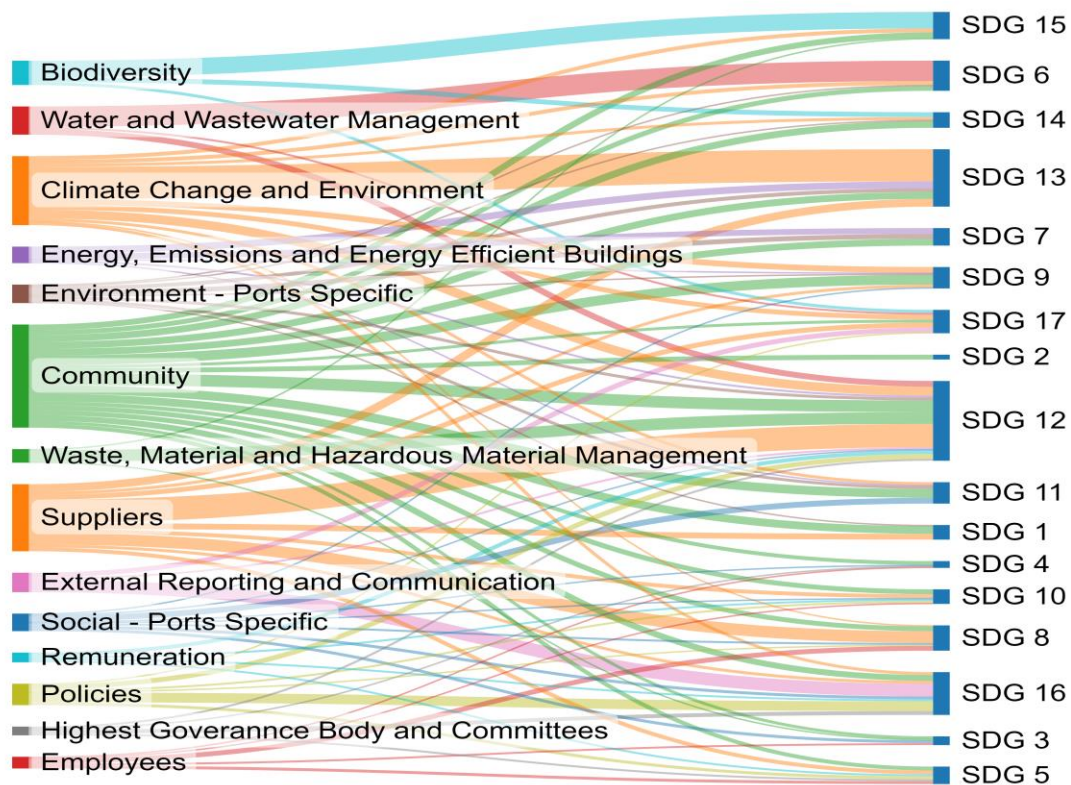 Biodiversity
Water and Wastewater Management
Climate Change and Environment
Energy, Emissions and Energy Efficient Buildings
Environment - Ports Specific
Community
Waste, Material and Hazardous Material Management
Suppliers
External Reporting and Communication
Social - Ports Specific
Remuneration
Policies
Highest Goverannce Body and Committees
Employees
SDG 15
SDG 6
SDG 14
SDG 13
SDG 7
SDG 9
SDG 17
SDG 2
SDG 12
SDG 11
SDG 1
SDG 4
SDG 10
SDG 8
SDG 16
SDG 3
SDG 5